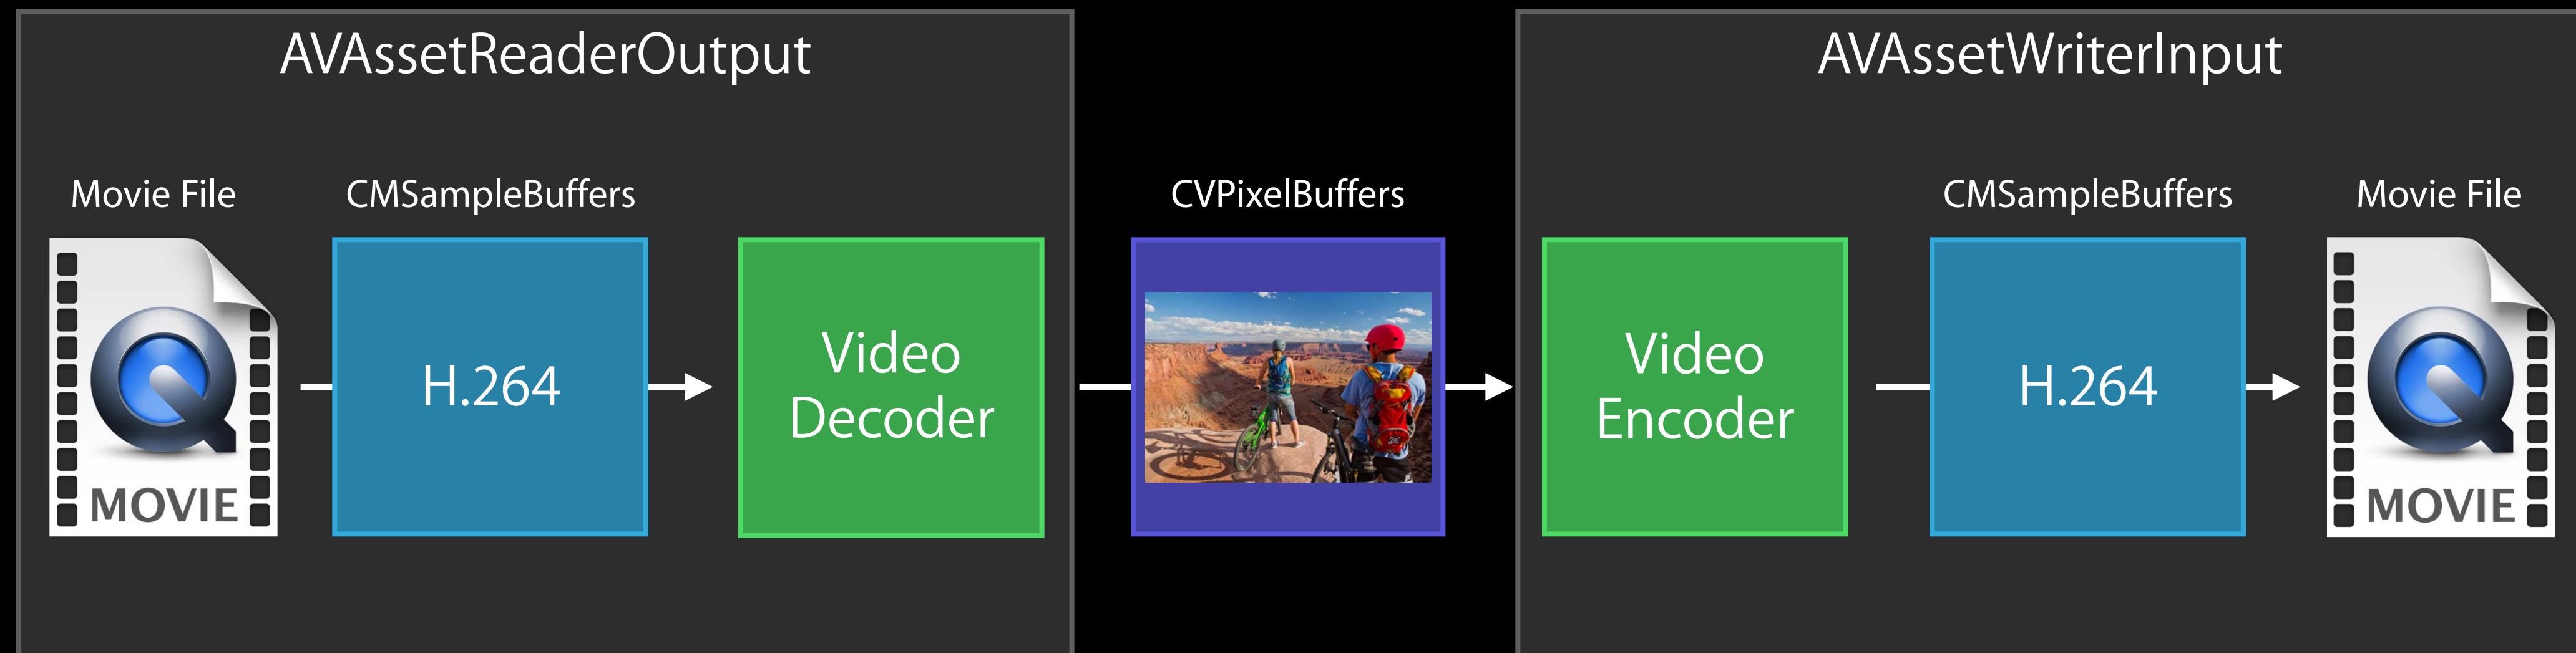 AVAssetReaderOutput
AVAssetWriterInput
Movie File
CMSampleBuffers
CVPixelBuffers
CMSampleBuffers
Movie File
MOVIE
H.264
Video
Decoder
Video
Encoder
H.264
MOVIE